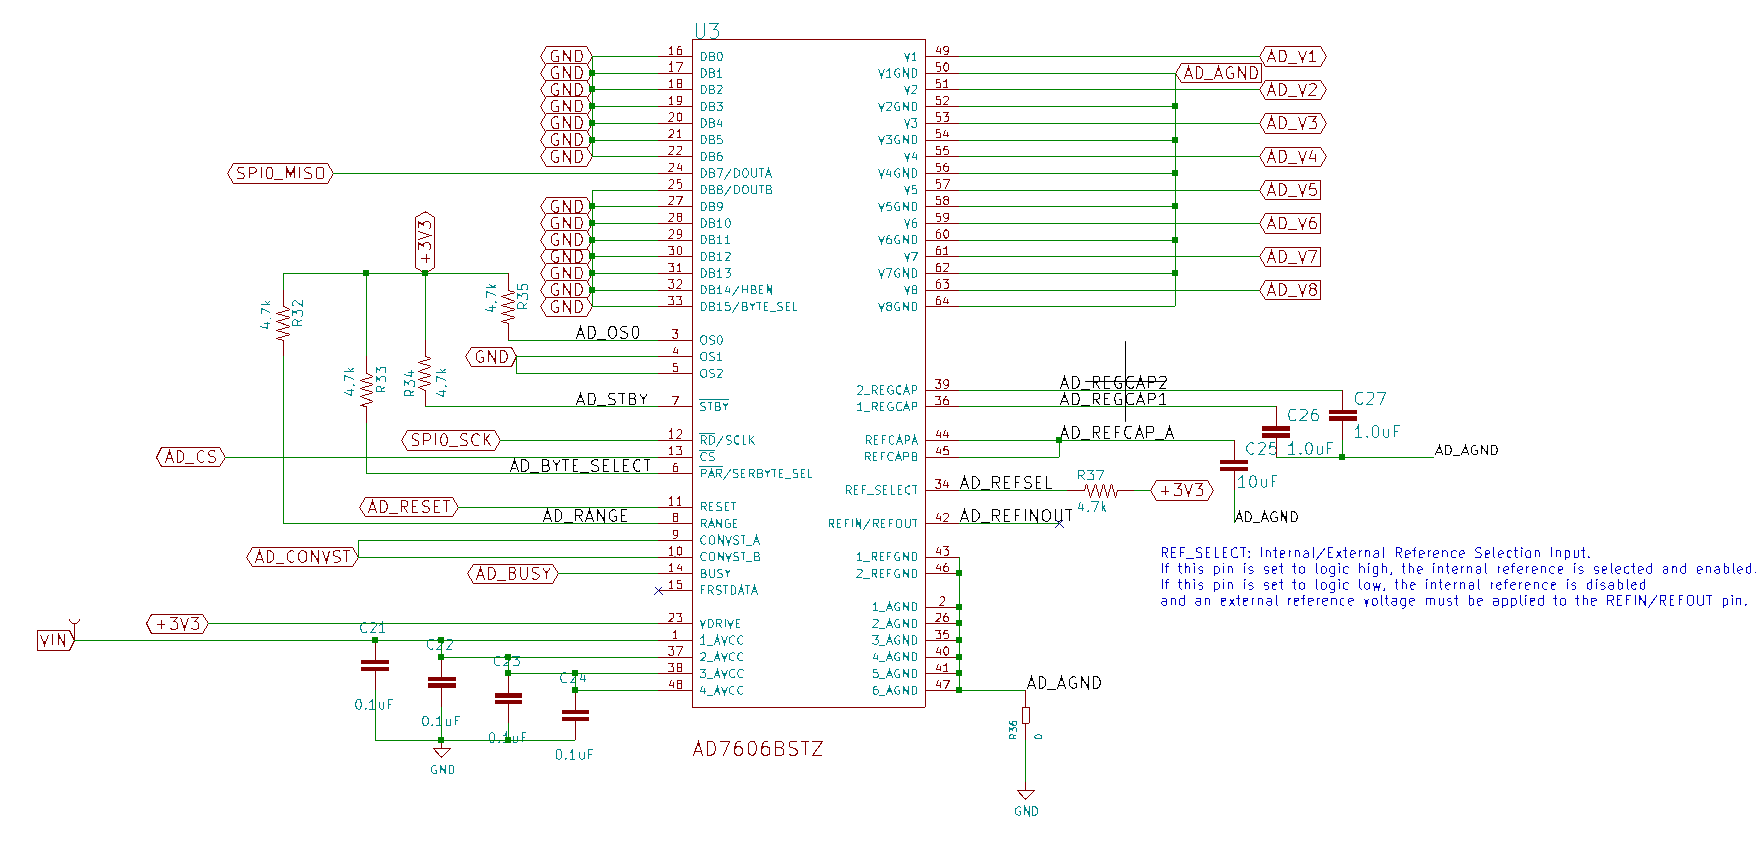 U3
GND 16 DB0
GND 17 DB1
GND 18 DB2
GND 19 DB3
GND 20 DB4
GND 21 DB5
GND 22 DB6
SPI0_MISO 24 DB7/DOUTA
25 DB8/DOUTB
GND 27 DB9
GND 28 DB10
GND 29 DB11
GND 30 DB12
GND 31 DB13
GND 32 DB14/HBEN
GND 33 DB15/BYTE_SEL
+3V3
4.7k R32
4.7k R33
R34 4.7k
4.7k R35
AD_OS0 3 OS0
GND 4 OS1
5 OS2
AD_STBY 7 STBY
SPI0_SCK 12 RD/SCLK
AD_CS 13 CS
AD_BYTE_SELECT 6 PAR/SERBYTE_SEL
AD_RESET 11 RESET
AD_RANGE 8 RANGE
9 CONVST_A
AD_CONVST 10 CONVST_B
AD_BUSY 14 BUSY
15 FRSTDATA
+3V3 23 VDRIVE
VIN 1 1_AVCC
37 2_AVCC
38 3_AVCC
48 4_AVCC
C21 0.1uF
C22 0.1uF
C23 0.1uF
C24 0.1uF
GND
AD7606BSTZ
V1 49 AD_V1
V1GND 50 AD_AGND
V2 51 AD_V2
V2GND 52
V3 53 AD_V3
V3GND 54
V4 55 AD_V4
V4GND 56
V5 57 AD_V5
V5GND 58
V6 59 AD_V6
V6GND 60
V7 61 AD_V7
V7GND 62
V8 63 AD_V8
V8GND 64
2_REGCAP 39 AD_REGCAP2
1_REGCAP 36 AD_REGCAP1
REFCAPA 44 AD_REFCAP_A
REFCAPB 45
C27 1.0uF
C26 1.0uF
AD_AGND
C25 10uF
AD_AGND
REF_SELECT 34 AD_REFSEL R37 4.7k +3V3
REFIN/REFOUT 42 AD_REFINOUT
1_REFGND 43
2_REFGND 46
1_AGND 2
2_AGND 26
3_AGND 35
4_AGND 40
5_AGND 41
6_AGND 47 AD_AGND
R36 0
GND
REF_SELECT: Internal/External Reference Selection Input.
If this pin is set to logic high, the internal reference is selected and enabled.
If this pin is set to logic low, the internal reference is disabled
and an external reference voltage must be applied to the REFIN/REFOUT pin.